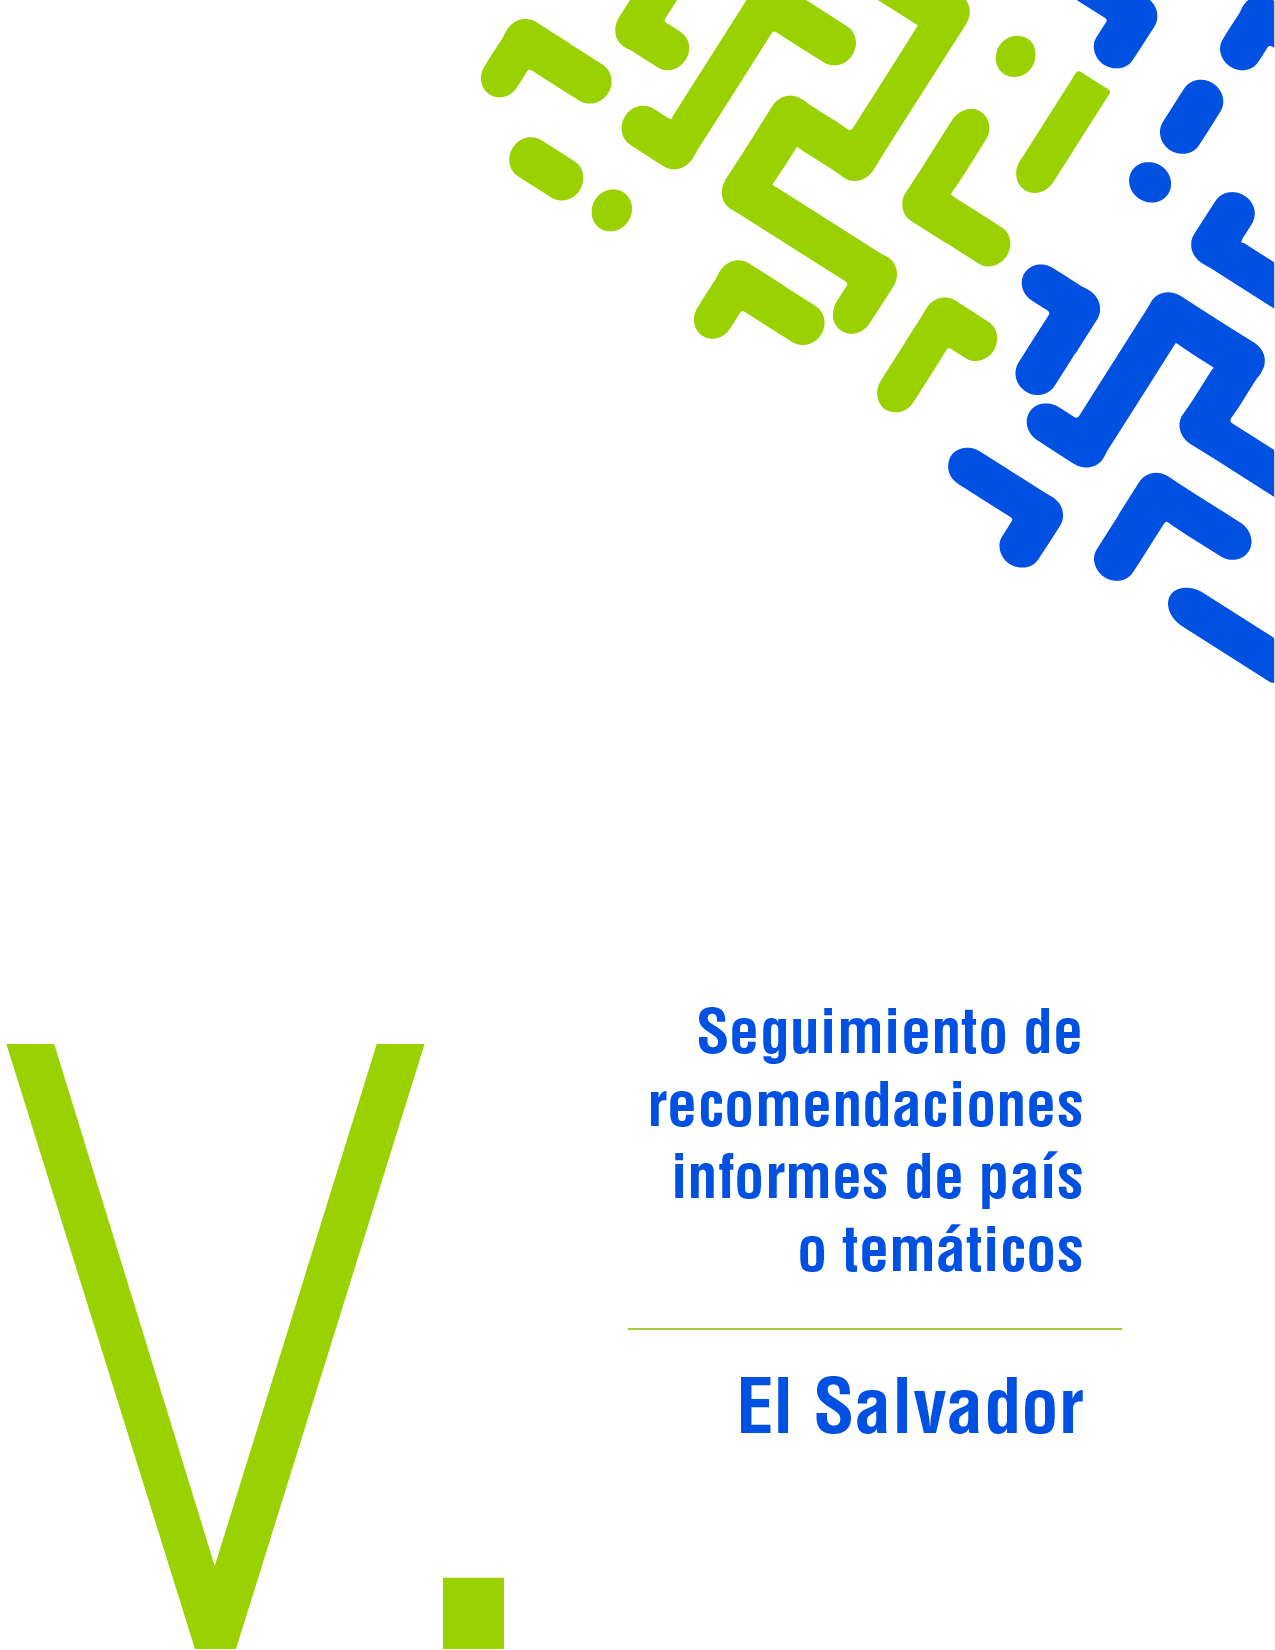 V.
Seguimiento de
recomendaciones
informes de país
o temáticos
El Salvador